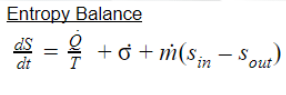 Entropy Balance
dS/dt = Q̇/T + σ̇ + ṁ(s_in − s_out)